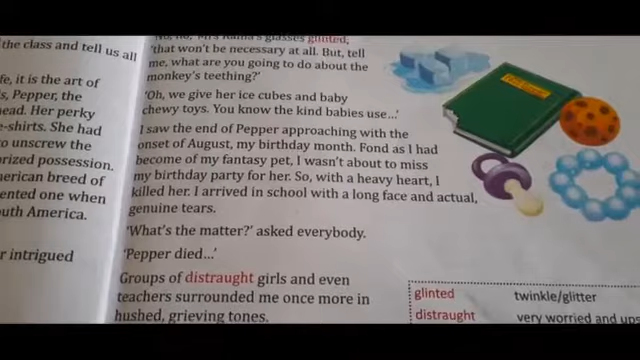 the class and tell us all
fe, it is the art of
s, Pepper, the
ead. Her perky
e-shirts. She had
o unscrew the
rized possession.
merican breed of
ented one when
outh America.
r intrigued
No, no,' Mrs Rama's glasses glinted,
'that won't be necessary at all. But, tell
me, what are you going to do about the
monkey's teething?'
'Oh, we give her ice cubes and baby
chewy toys. You know the kind babies use...'
I saw the end of Pepper approaching with the
onset of August, my birthday month. Fond as I had
become of my fantasy pet, I wasn't about to miss
my birthday party for her. So, with a heavy heart, I
killed her. I arrived in school with a long face and actual,
genuine tears.
'What's the matter?' asked everybody.
'Pepper died...'
Groups of distraught girls and even
teachers surrounded me once more in
hushed, grieving tones.
glinted twinkle/glitter
distraught very worried and ups